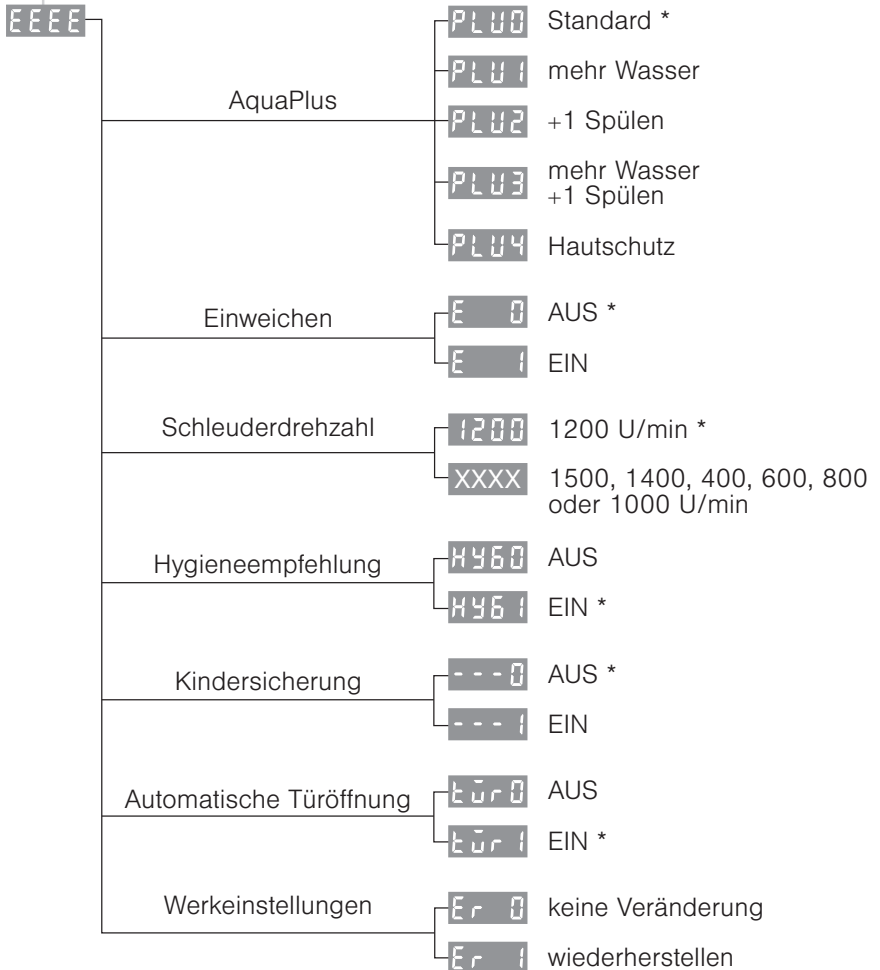 EEEE
PLU0 Standard *
PLU1 mehr Wasser
AquaPlus
PLU2 +1 Spülen
PLU3 mehr Wasser
+1 Spülen
PLU4 Hautschutz
Einweichen
E 0 AUS *
E 1 EIN
Schleuderdrehzahl
1200 1200 U/min *
XXXX 1500, 1400, 400, 600, 800
oder 1000 U/min
Hygieneempfehlung
HYG0 AUS
HYG1 EIN *
Kindersicherung
---0 AUS *
---1 EIN
Automatische Türöffnung
tür0 AUS
tür1 EIN *
Werkeinstellungen
Er 0 keine Veränderung
Er 1 wiederherstellen